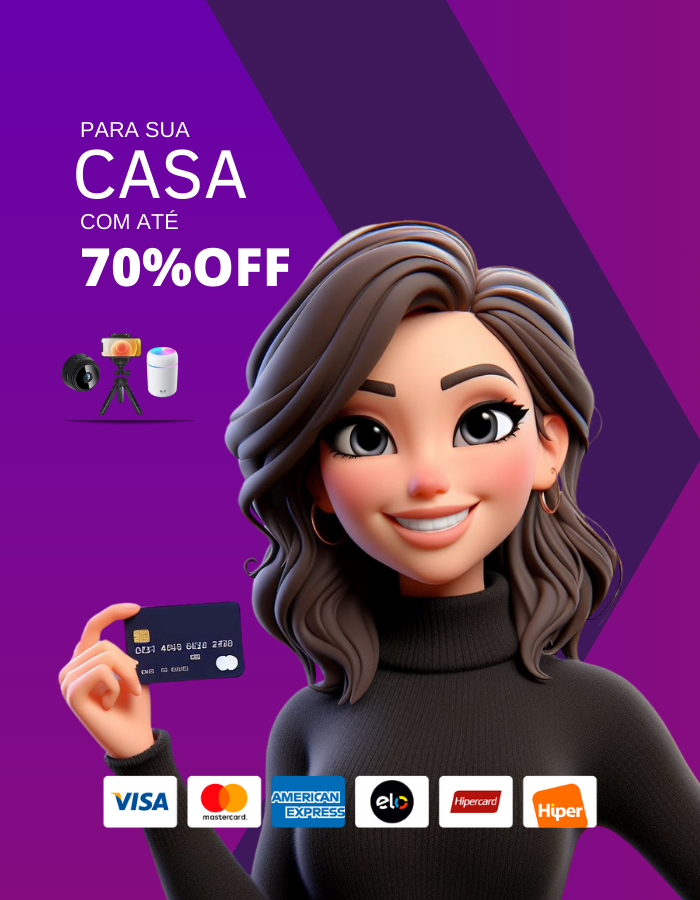 PARA SUA
CASA
COM ATÉ
70%OFF
VISA
mastercard.
AMERICAN
EXPRESS
elo
Hipercard
Hiper